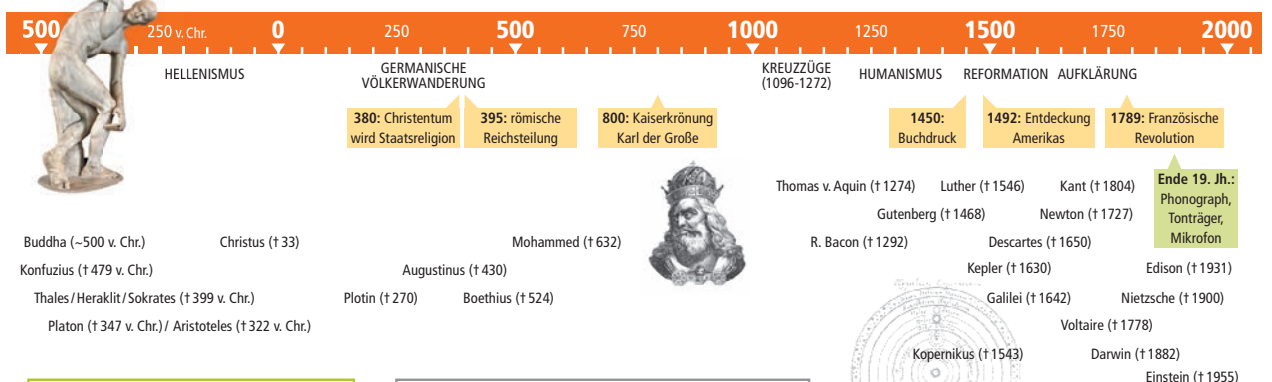 500 250 v. Chr. 0 250 500 750 1000 1250 1500 1750 2000
HELLENISMUS
GERMANISCHE
VÖLKERWANDERUNG
KREUZZÜGE
(1096-1272)
HUMANISMUS
REFORMATION
AUFKLÄRUNG
380: Christentum
wird Staatsreligion
395: römische
Reichsteilung
800: Kaiserkrönung
Karl der Große
1450:
Buchdruck
1492: Entdeckung
Amerikas
1789: Französische
Revolution
Ende 19. Jh.:
Phonograph,
Tonträger,
Mikrofon
Thomas v. Aquin († 1274) Luther († 1546) Kant († 1804)
Gutenberg († 1468) Newton († 1727)
Buddha (~500 v. Chr.) Christus († 33) Mohammed († 632) R. Bacon († 1292) Descartes († 1650)
Konfuzius († 479 v. Chr.) Augustinus († 430) Kepler († 1630) Edison († 1931)
Thales / Heraklit / Sokrates († 399 v. Chr.) Plotin († 270) Boethius († 524) Galilei († 1642) Nietzsche († 1900)
Platon († 347 v. Chr.) / Aristoteles († 322 v. Chr.) Voltaire († 1778)
Kopernikus († 1543) Darwin († 1882)
Einstein († 1955)